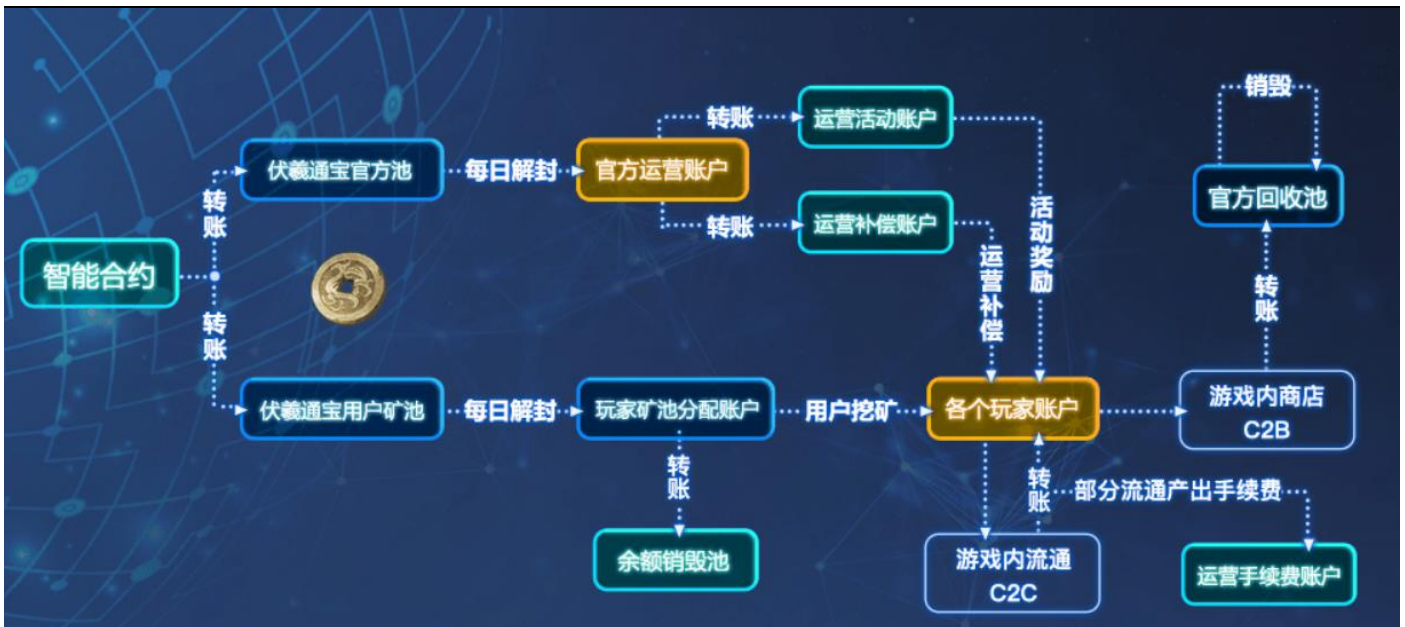 智能合约
转账
转账
伏羲通宝官方池
每日解封
官方运营账户
转账
转账
运营活动账户
运营补偿账户
活动奖励
运营补偿
伏羲通宝用户矿池
每日解封
玩家矿池分配账户
转账
余额销毁池
用户挖矿
各个玩家账户
转账
部分流通产出手续费
游戏内流通
C2C
运营手续费账户
游戏内商店
C2B
转账
官方回收池
销毁